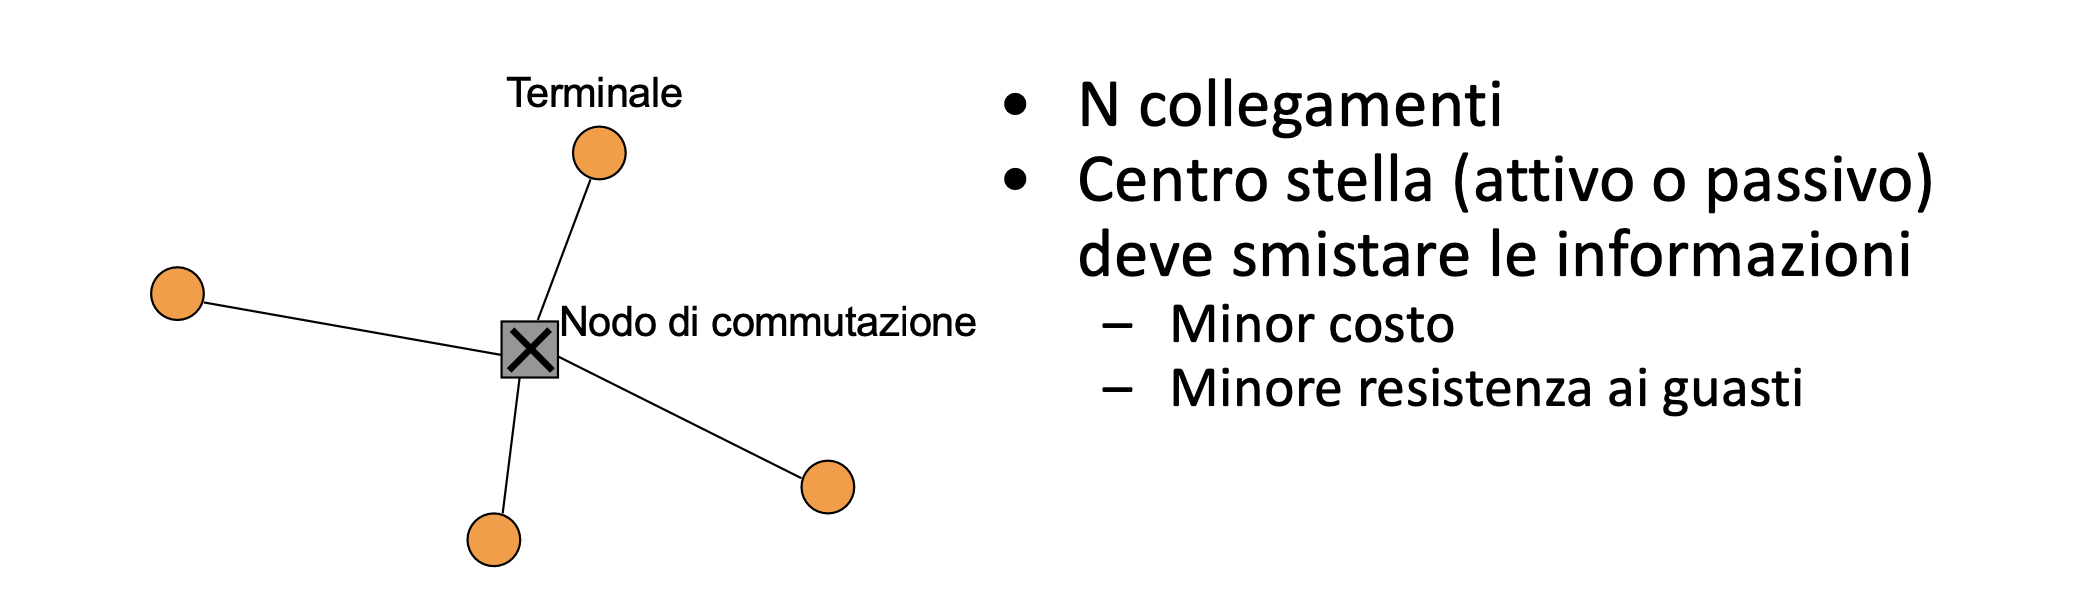 Terminale
Nodo di commutazione
• N collegamenti
• Centro stella (attivo o passivo)
deve smistare le informazioni
– Minor costo
– Minore resistenza ai guasti